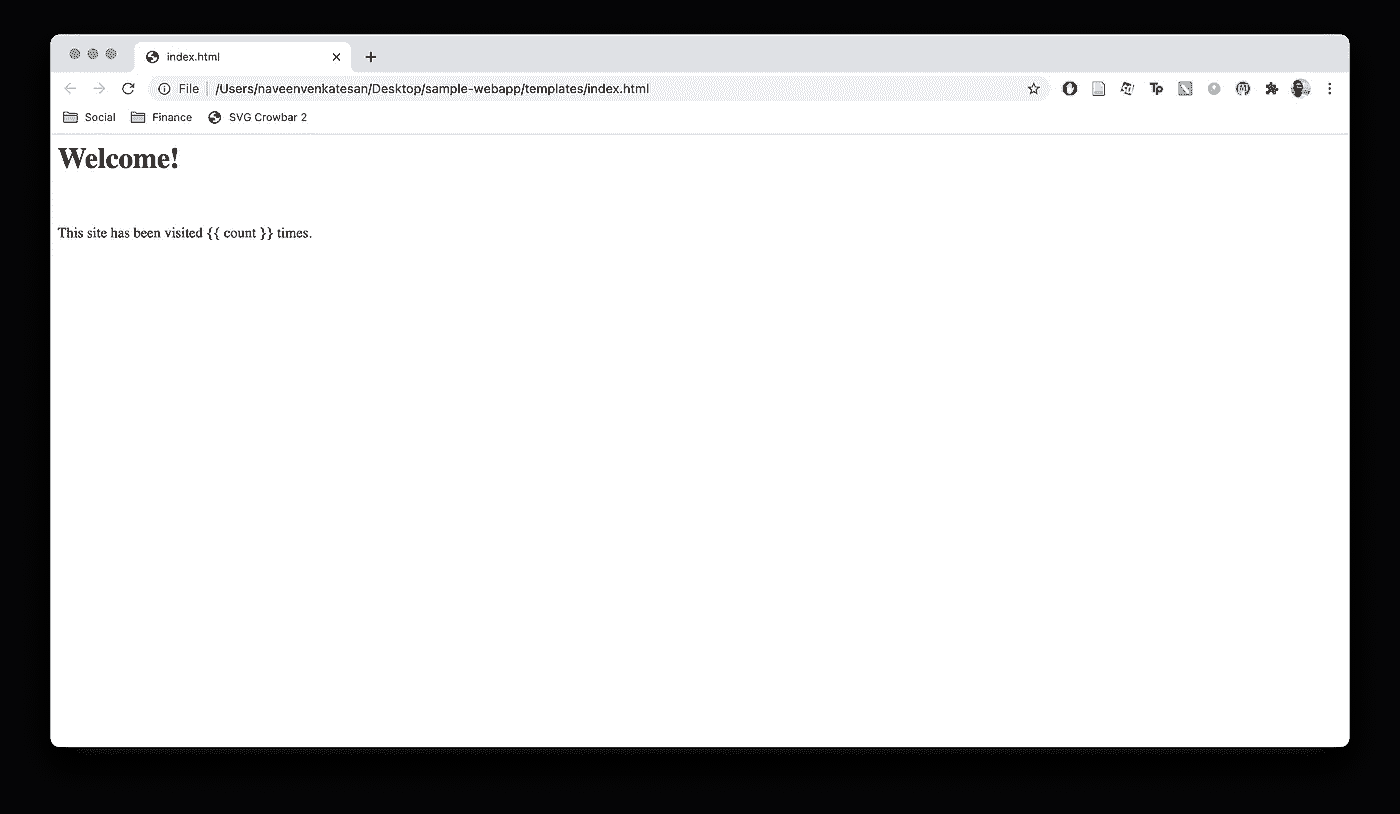 index.html
File /Users/naveenvenkatesan/Desktop/sample-webapp/templates/index.html
Tp
Social Finance SVG Crowbar 2
Welcome!
This site has been visited {{ count }} times.